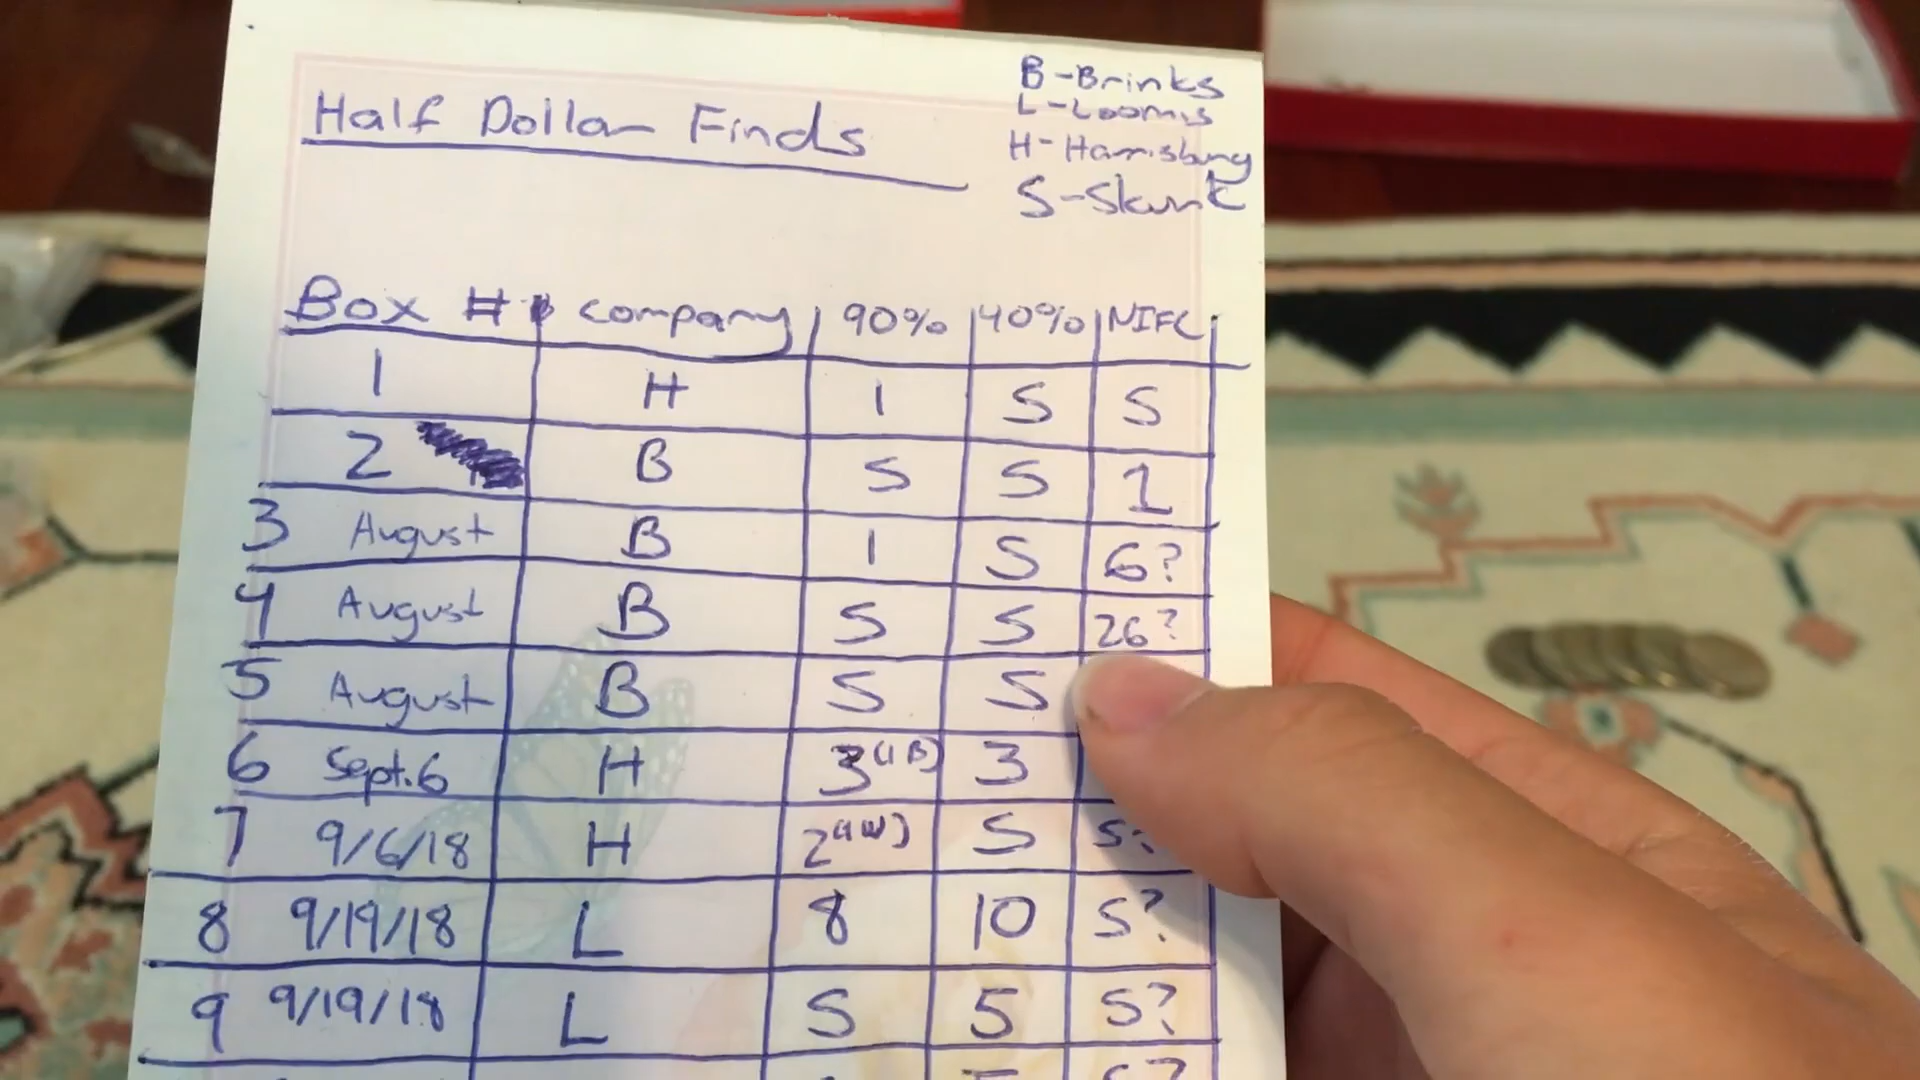 B-Brinks
L-Loomis
H-Harrisburg
S-Skunk
Half Dollar Finds
Box # company 90% 40% NIFC
1 H 1 S S
2 B S S 1
3 August B 1 S 6?
4 August B S S 26?
5 August B S S
6 Sept.6 H 3(1B) 3
7 9/6/18 H 2(1W) S S?
8 9/19/18 L 8 10 S?
9 9/19/18 L S 5 S?